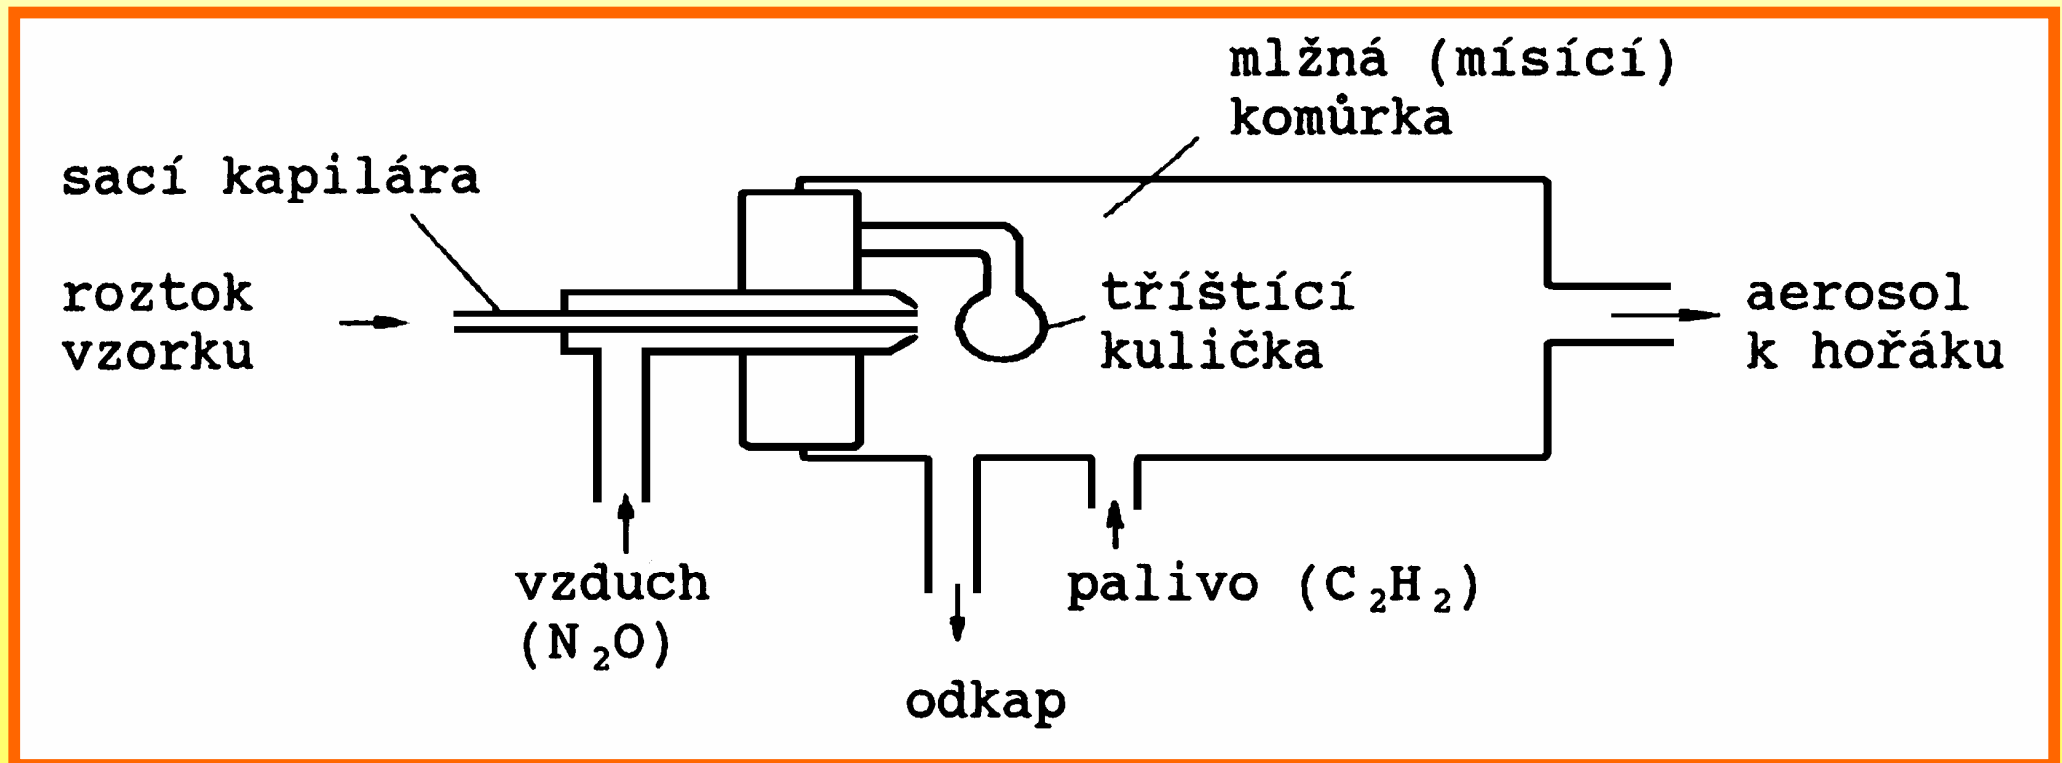 mlžná (mísící)
komůrka
sací kapilára
roztok
vzorku
tříštící
kulička
aerosol
k hořáku
vzduch
(N₂O)
palivo (C₂H₂)
odkap